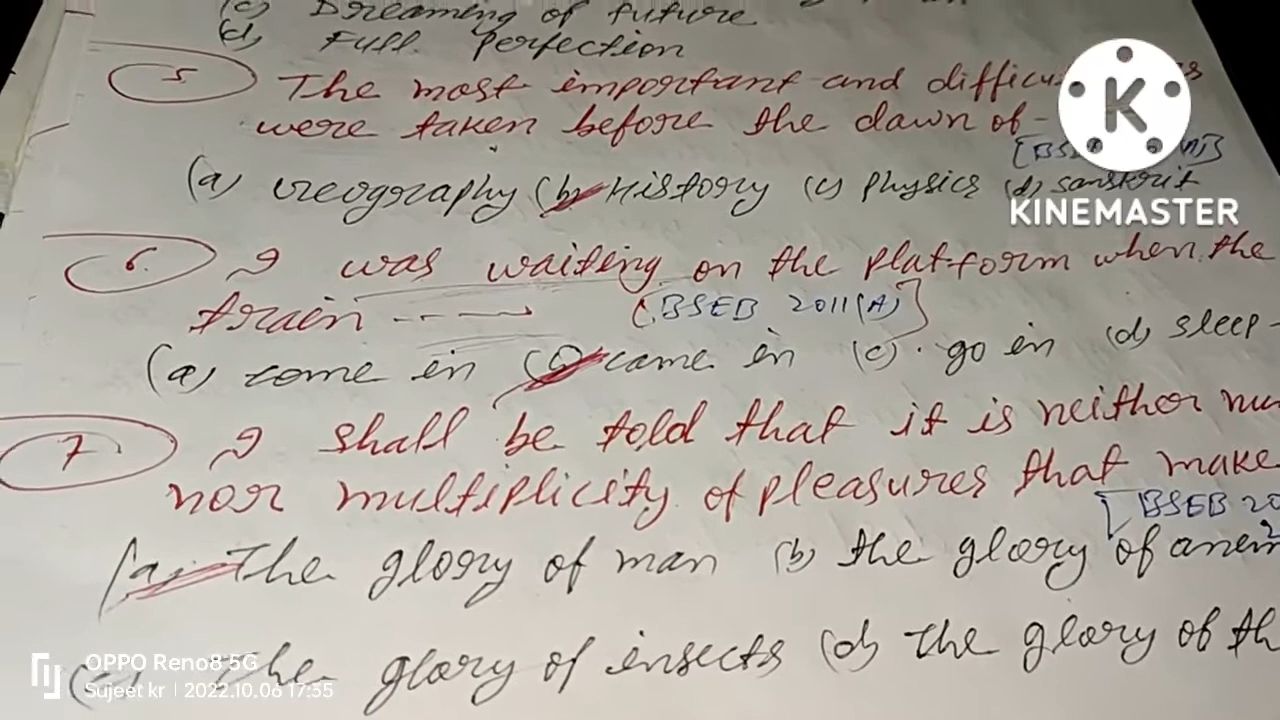 (c) Dreaming of future
(d) Full Perfection
5 The most important and
were taken before the dawn of-
(a) Geography (b) History (c) Physics (d) Sanskrit
KINEMASTER
6. I was waiting on the platform when the
train ---- [BSEB 2011(A)]
(a) come in (b) came in (c) go in (d) sleep
7. I shall be told that it is neither
nor multiplicity of pleasures that make
[BSEB
(a) The glory of man (b) the glory of
(c) The glory of insects (d) The glory of
OPPO Reno8 5G
Sujeet kr | 2022.10.06 17:35